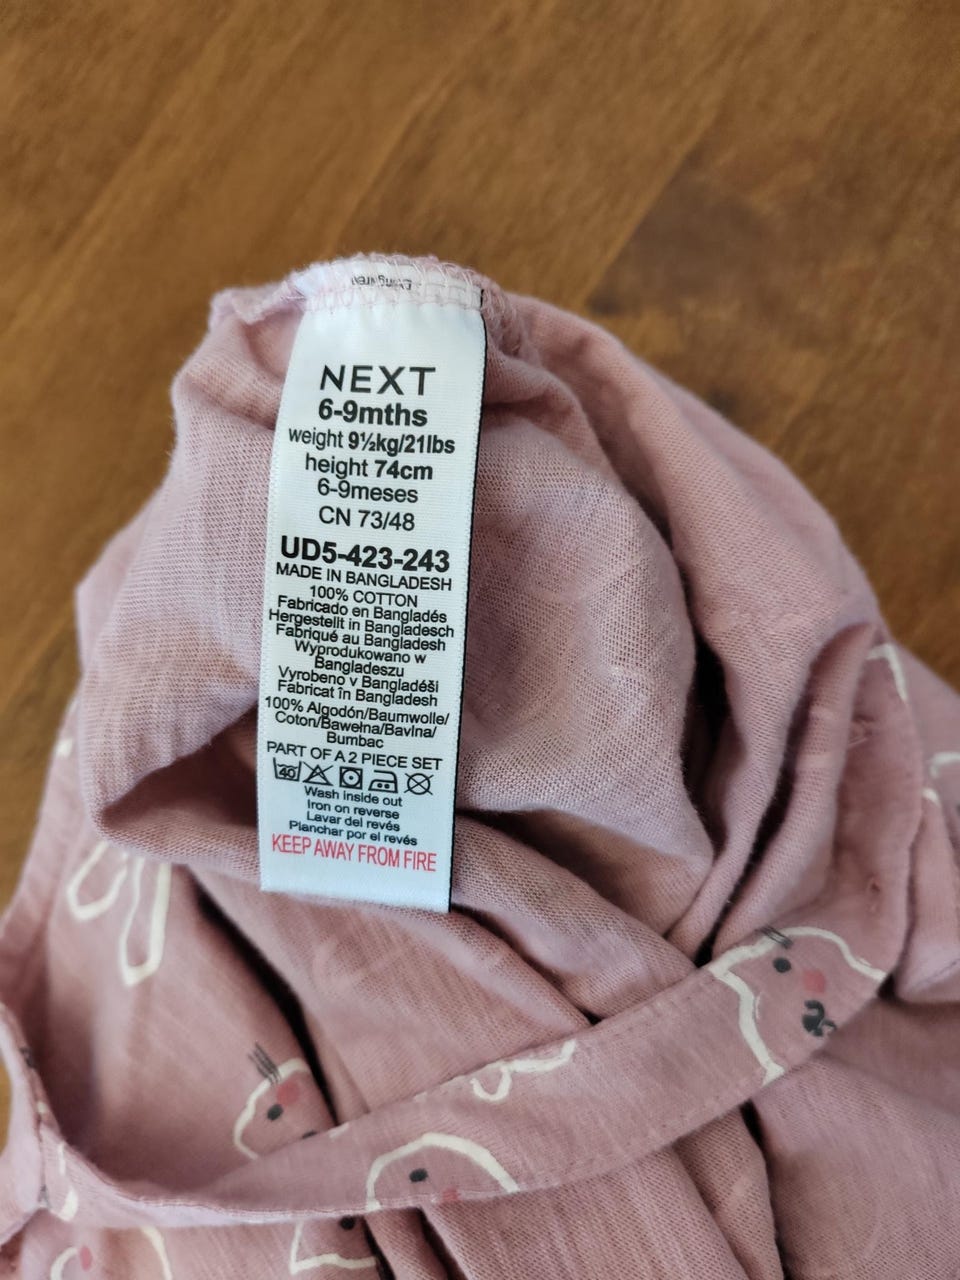 NEXT
6-9mths
weight 9½kg/21lbs
height 74cm
6-9meses
CN 73/48
UD5-423-243
MADE IN BANGLADESH
100% COTTON
Fabricado en Bangladés
Hergestellt in Bangladesch
Fabriqué au Bangladesh
Wyprodukowano w
Bangladeszu
Vyrobeno v Bangladéši
Fabricat în Bangladesh
100% Algodón/Baumwolle/
Coton/Bawełna/Bavlna/
Bumbac
PART OF A 2 PIECE SET
40
Wash inside out
Iron on reverse
Lavar del revés
Planchar por el revés
KEEP AWAY FROM FIRE